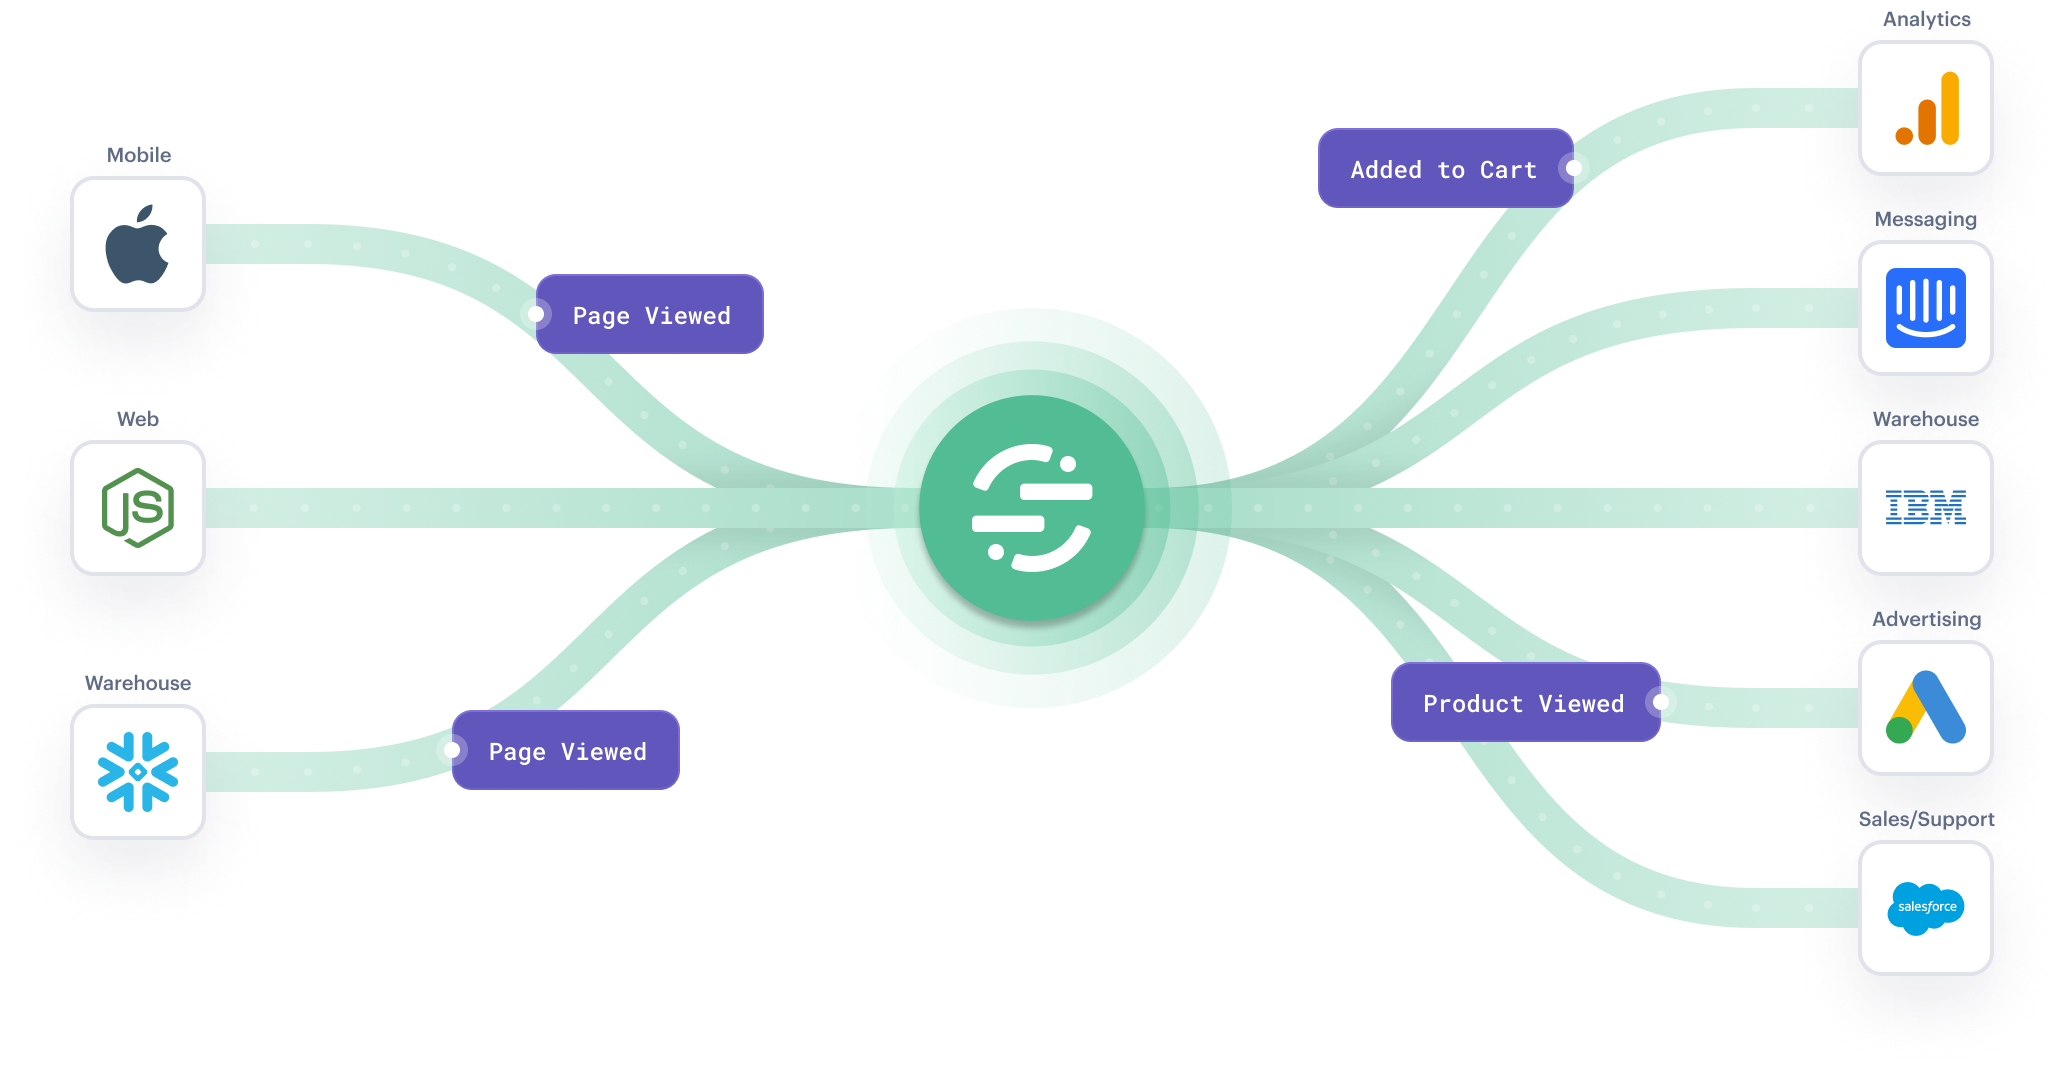 Mobile
Page Viewed
Web
JS
Warehouse
Page Viewed
Added to Cart
Analytics
Messaging
Warehouse
IBM
Advertising
Product Viewed
Sales/Support
salesforce